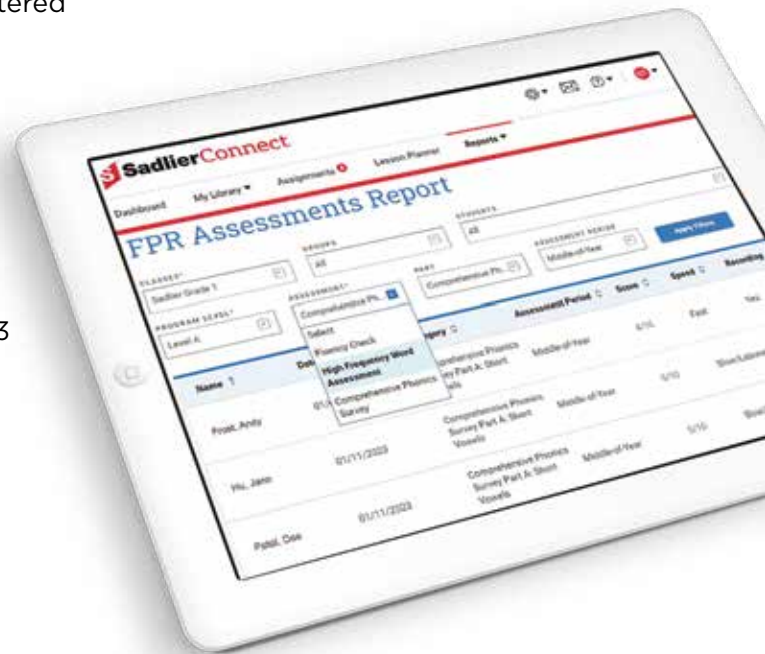 tered
3
SadlierConnect
Dashboard My Library Assignments Lesson Planner Reports
FPR Assessments Report
CLASSES* GROUPS STUDENTS
Sadlier Grade 1 All All
PROGRAM LEVEL* ASSESSMENT* PART ASSESSMENT PERIOD
Level A Comprehensive Ph.. Comprehensive Ph.. Middle-of-Year Apply Filters
Select
Fluency Check
High Frequency Word
Assessment
Comprehensive Phonics
Survey
Name Assessment Period Score Speed Recording
Frost, Andy 01/ Comprehensive Phonics Survey Part A: Short Middle-of-Year /10 Fast Yes
Hu, Jane 01/11/2023 Comprehensive Phonics Survey Part A: Short Vowels Middle-of-Year /10
Patel, Dee 01/11/2023 Comprehensive Phonics Survey Part A: Short Vowels Middle-of-Year /10